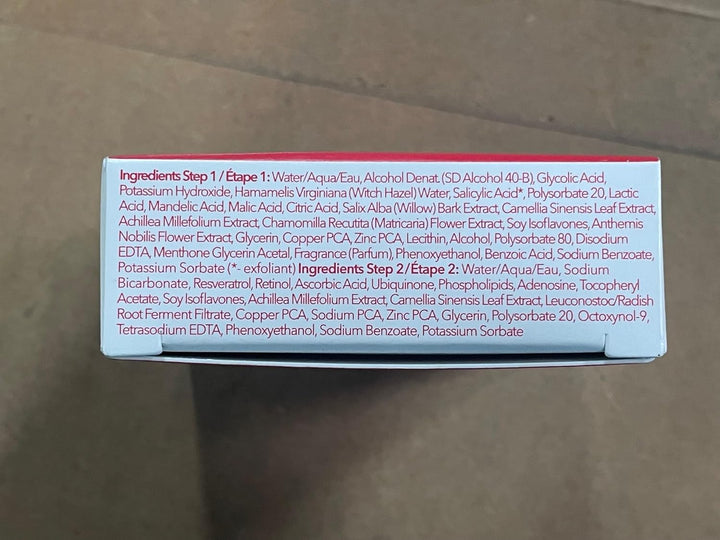 Ingredients Step 1 / Étape 1: Water/Aqua/Eau, Alcohol Denat. (SD Alcohol 40-B), Glycolic Acid,
Potassium Hydroxide, Hamamelis Virginiana (Witch Hazel) Water, Salicylic Acid*, Polysorbate 20, Lactic
Acid, Mandelic Acid, Malic Acid, Citric Acid, Salix Alba (Willow) Bark Extract, Camellia Sinensis Leaf Extract,
Achillea Millefolium Extract, Chamomilla Recutita (Matricaria) Flower Extract, Soy Isoflavones, Anthemis
Nobilis Flower Extract, Glycerin, Copper PCA, Zinc PCA, Lecithin, Alcohol, Polysorbate 80, Disodium
EDTA, Menthone Glycerin Acetal, Fragrance (Parfum), Phenoxyethanol, Benzoic Acid, Sodium Benzoate,
Potassium Sorbate (*- exfoliant) Ingredients Step 2 / Étape 2: Water/Aqua/Eau, Sodium
Bicarbonate, Resveratrol, Retinol, Ascorbic Acid, Ubiquinone, Phospholipids, Adenosine, Tocopheryl
Acetate, Soy Isoflavones, Achillea Millefolium Extract, Camellia Sinensis Leaf Extract, Leuconostoc/Radish
Root Ferment Filtrate, Copper PCA, Sodium PCA, Zinc PCA, Glycerin, Polysorbate 20, Octoxynol-9,
Tetrasodium EDTA, Phenoxyethanol, Sodium Benzoate, Potassium Sorbate